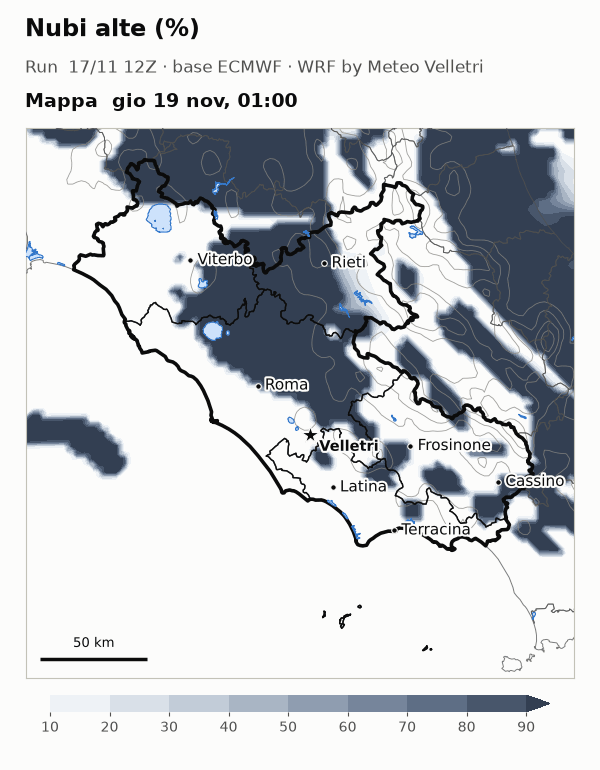 Nubi alte (%)
Run  17/11 12Z · base ECMWF · WRF by Meteo Velletri
Mappa  gio 19 nov, 01:00
Viterbo
Rieti
Roma
Velletri
Frosinone
Cassino
Latina
Terracina
50 km
10 20 30 40 50 60 70 80 90